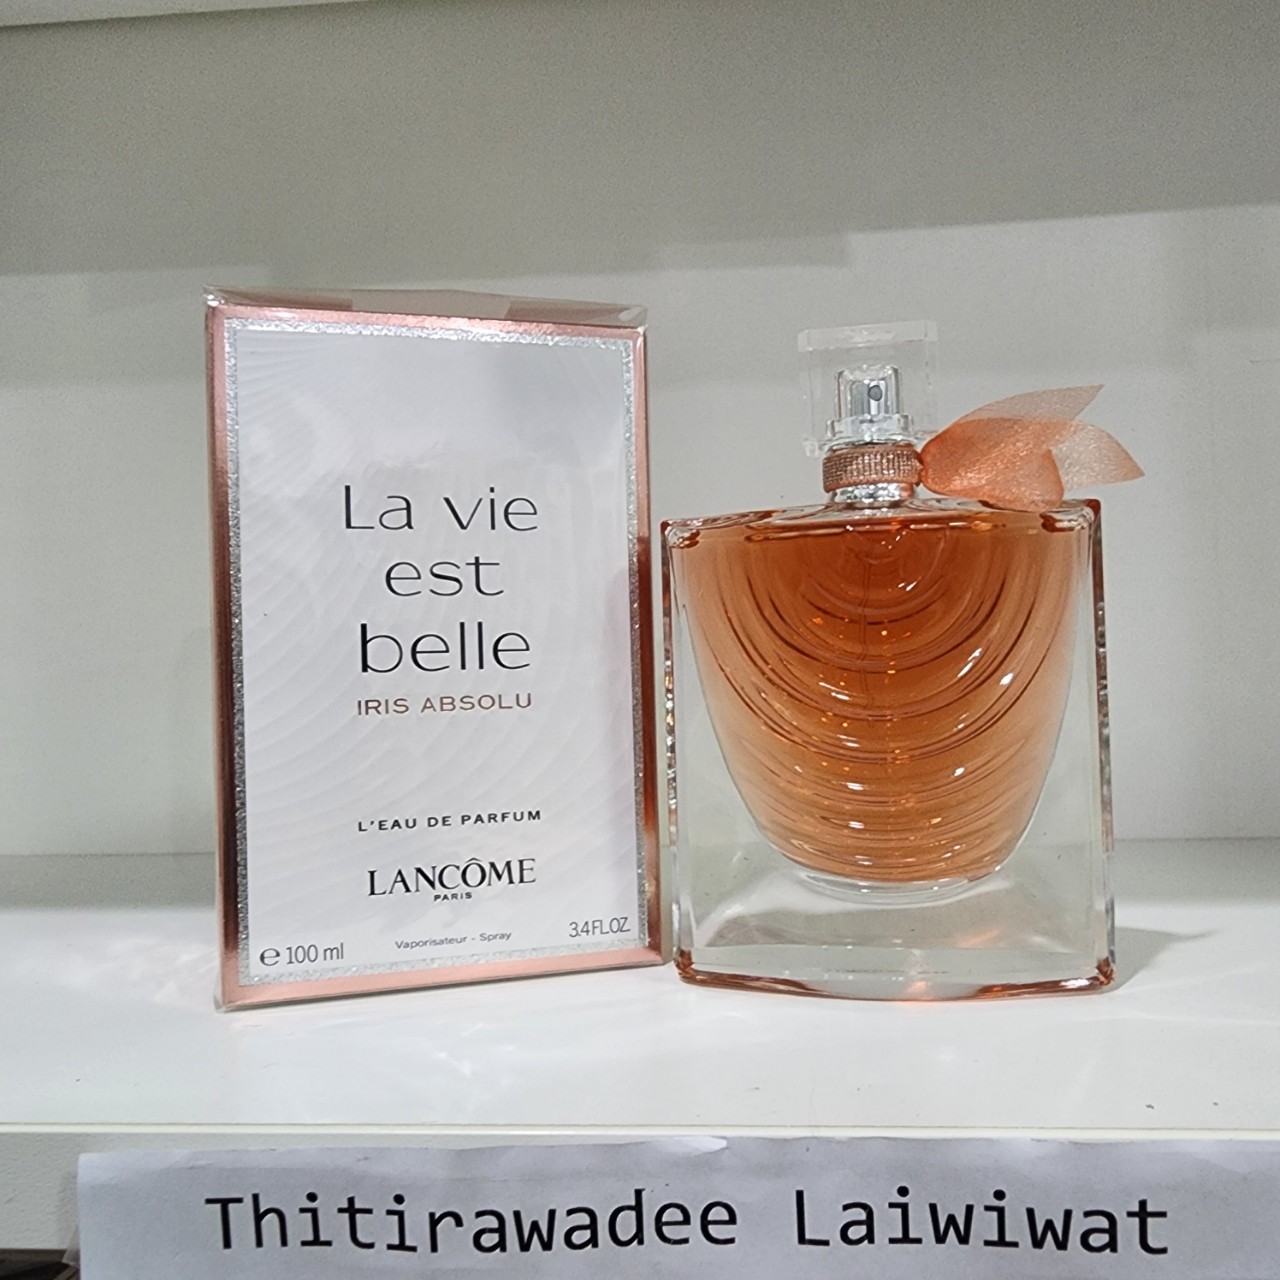 La vie
est
belle
IRIS ABSOLU
L'EAU DE PARFUM
LANCÔME
PARIS
Vaporisateur - Spray
℮ 100 ml
3.4 FL.OZ.
Thitirawadee Laiwiwat